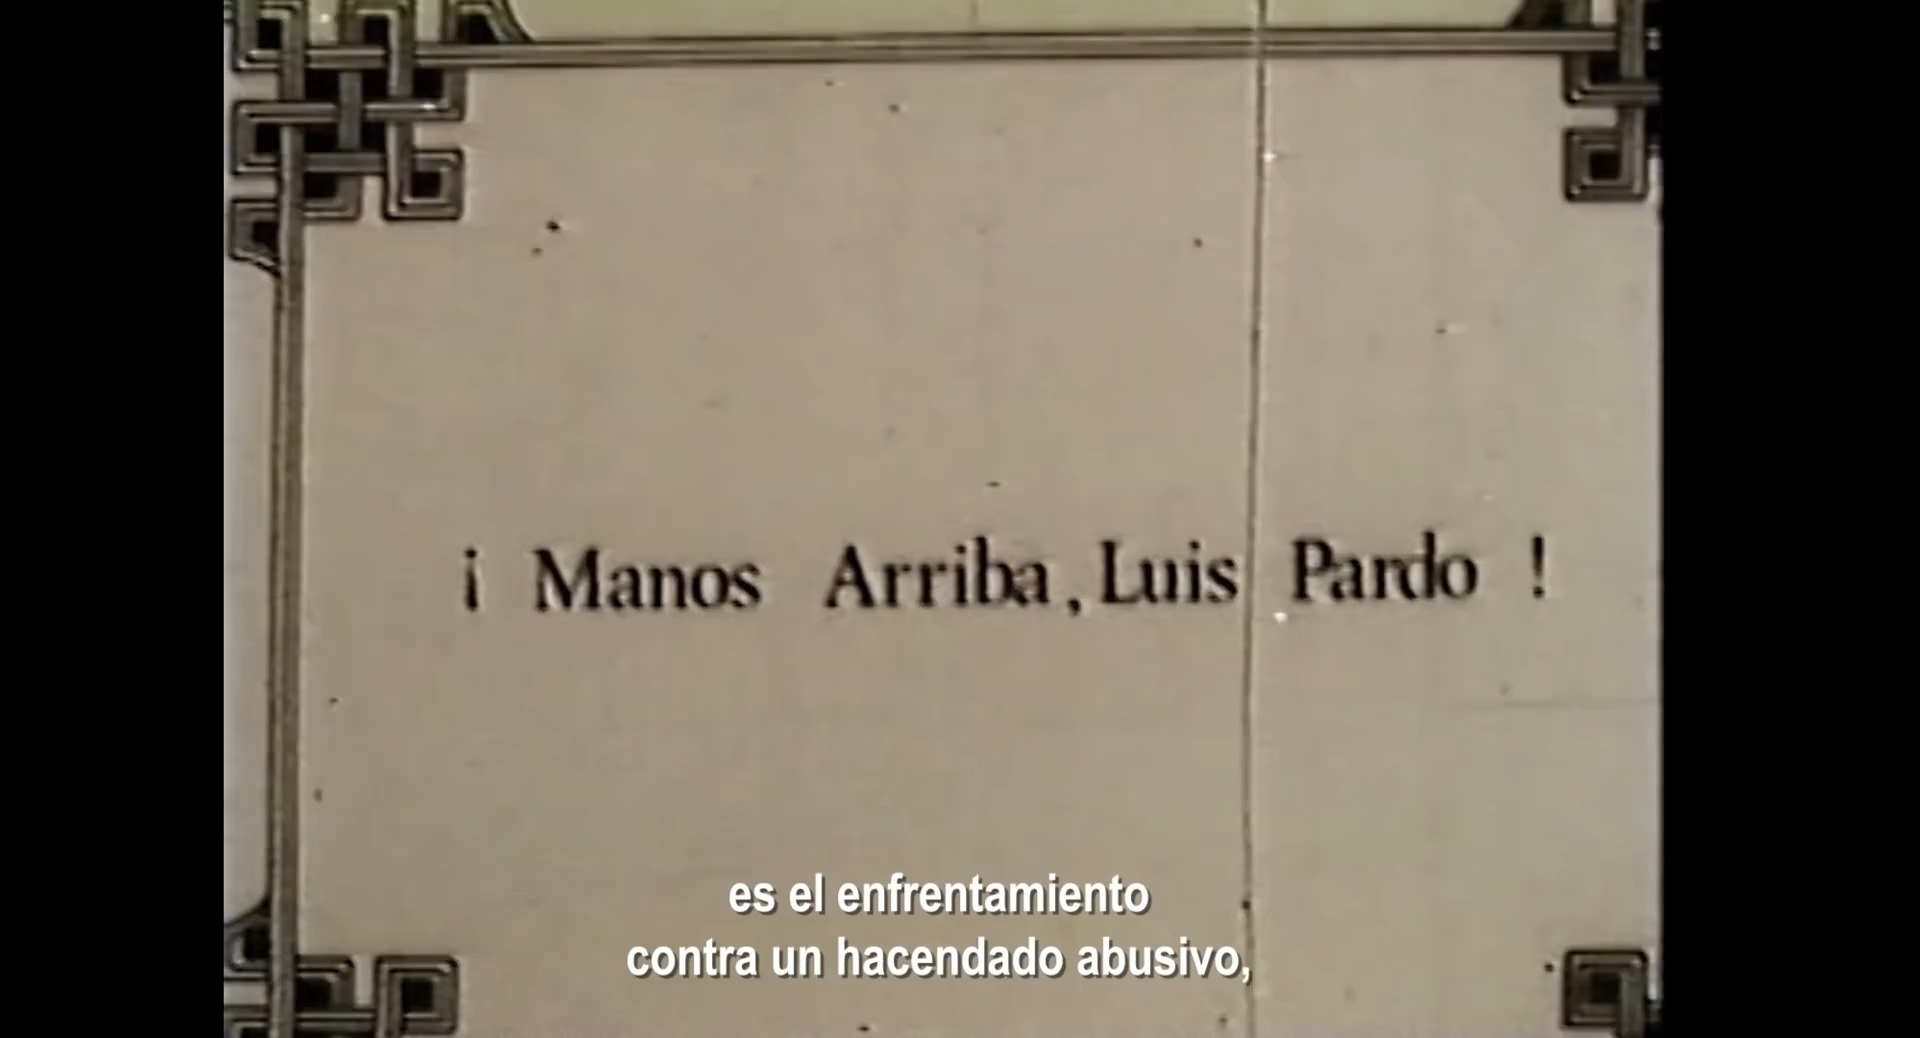 ¡ Manos Arriba, Luis Pardo !
es el enfrentamiento
contra un hacendado abusivo,